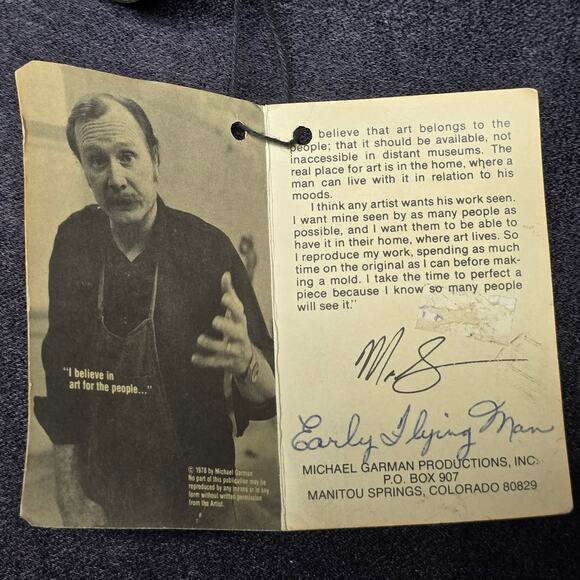 "I believe in
art for the people..."
© 1978 by Michael Garman
No part of this publication may be
reproduced by any means or in any
form without written permission
from the Artist.
believe that art belongs to the
people; that it should be available, not
inaccessible in distant museums. The
real place for art is in the home, where a
man can live with it in relation to his
moods.
I think any artist wants his work seen.
I want mine seen by as many people as
possible, and I want them to be able to
have it in their home, where art lives. So
I reproduce my work, spending as much
time on the original as I can before mak-
ing a mold. I take the time to perfect a
piece because I know so many people
will see it."
Early Flying Man
MICHAEL GARMAN PRODUCTIONS, INC.
P.O. BOX 907
MANITOU SPRINGS, COLORADO 80829